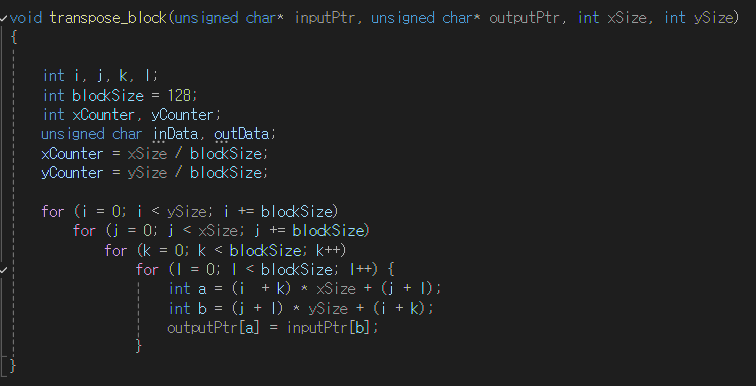 void transpose_block(unsigned char* inputPtr, unsigned char* outputPtr, int xSize, int ySize)
{
int i, j, k, l;
int blockSize = 128;
int xCounter, yCounter;
unsigned char inData, outData;
xCounter = xSize / blockSize;
yCounter = ySize / blockSize;
for (i = 0; i < ySize; i += blockSize)
for (j = 0; j < xSize; j += blockSize)
for (k = 0; k < blockSize; k++)
for (l = 0; l < blockSize; l++) {
int a = (i + k) * xSize + (j + l);
int b = (j + l) * ySize + (i + k);
outputPtr[a] = inputPtr[b];
}
}